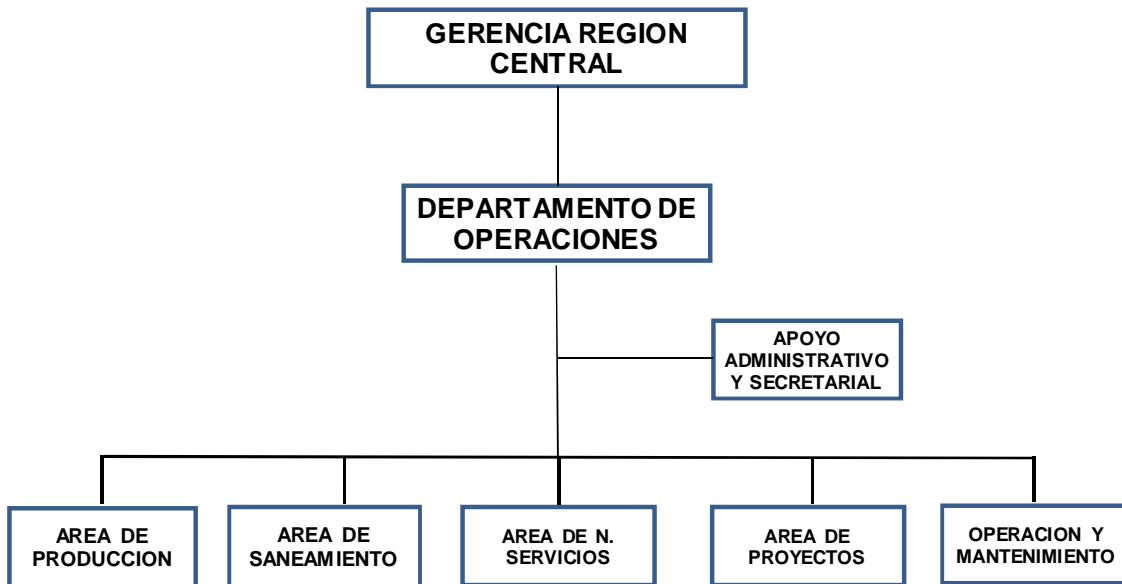 GERENCIA REGION
CENTRAL
DEPARTAMENTO DE
OPERACIONES
APOYO
ADMINISTRATIVO
Y SECRETARIAL
AREA DE
PRODUCCION
AREA DE
SANEAMIENTO
AREA DE N.
SERVICIOS
AREA DE
PROYECTOS
OPERACION Y
MANTENIMIENTO